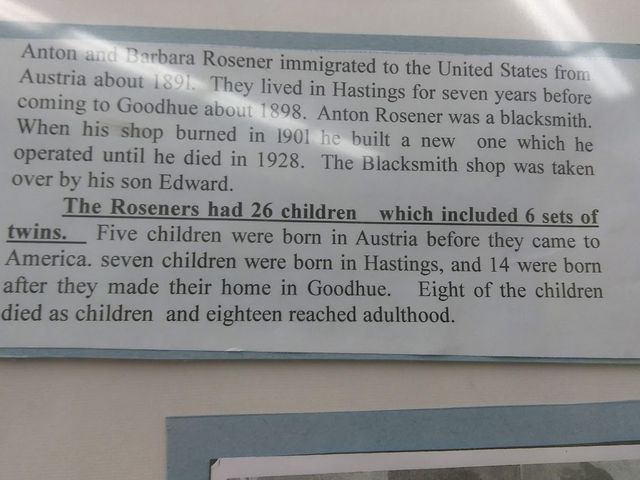 Anton and Barbara Rosener immigrated to the United States from
Austria about 1891. They lived in Hastings for seven years before
coming to Goodhue about 1898. Anton Rosener was a blacksmith.
When his shop burned in 1901 he built a new one which he
operated until he died in 1928. The Blacksmith shop was taken
over by his son Edward.
The Roseners had 26 children which included 6 sets of
twins. Five children were born in Austria before they came to
America. seven children were born in Hastings, and 14 were born
after they made their home in Goodhue. Eight of the children
died as children and eighteen reached adulthood.